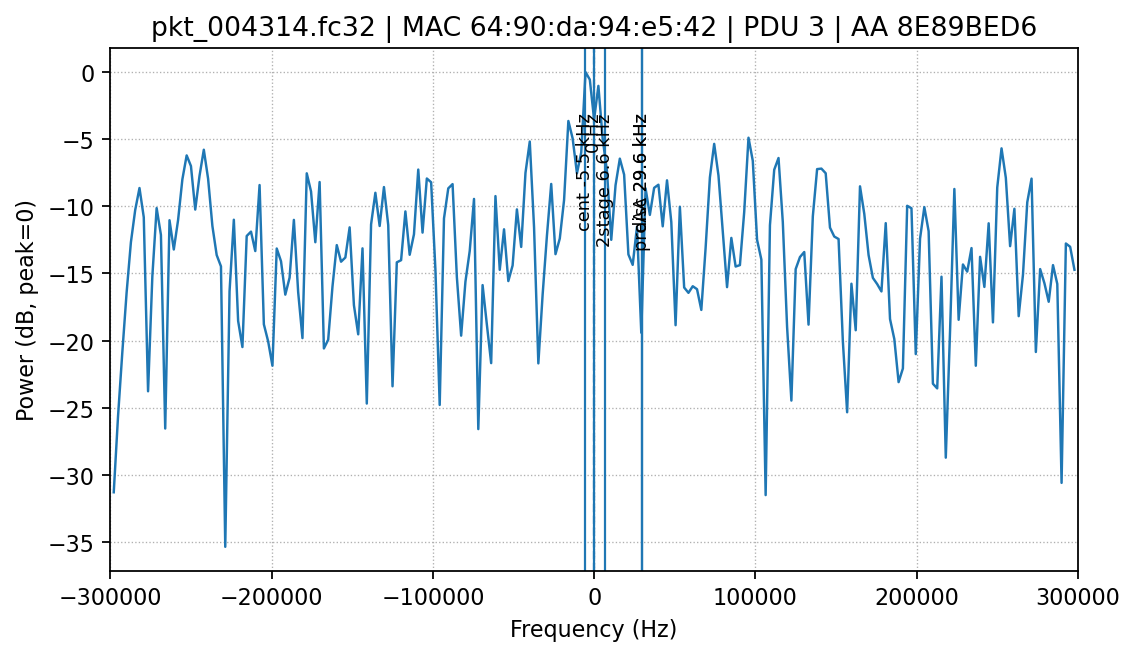 pkt_004314.fc32 | MAC 64:90:da:94:e5:42 | PDU 3 | AA 8E89BED6
0
−5
−10
−15
−20
−25
−30
−35
Power (dB, peak=0)
cent -5.5 kHz
0 Hz
2stage 6.6 kHz
29.6 kHz
−300000
−200000
−100000
0
100000
200000
300000
Frequency (Hz)